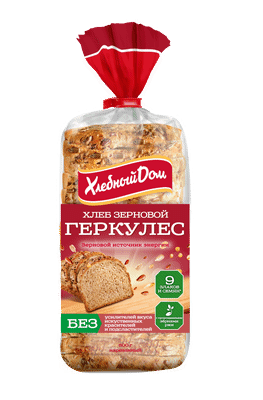 Хлебный Дом
ХЛЕБ ЗЕРНОВОЙ
ГЕРКУЛЕС
Зерновой источник энергии
9
ЗЛАКОВ
И СЕМЯН*
БЕЗ
усилителей вкуса
искусственных
красителей
и подсластителей